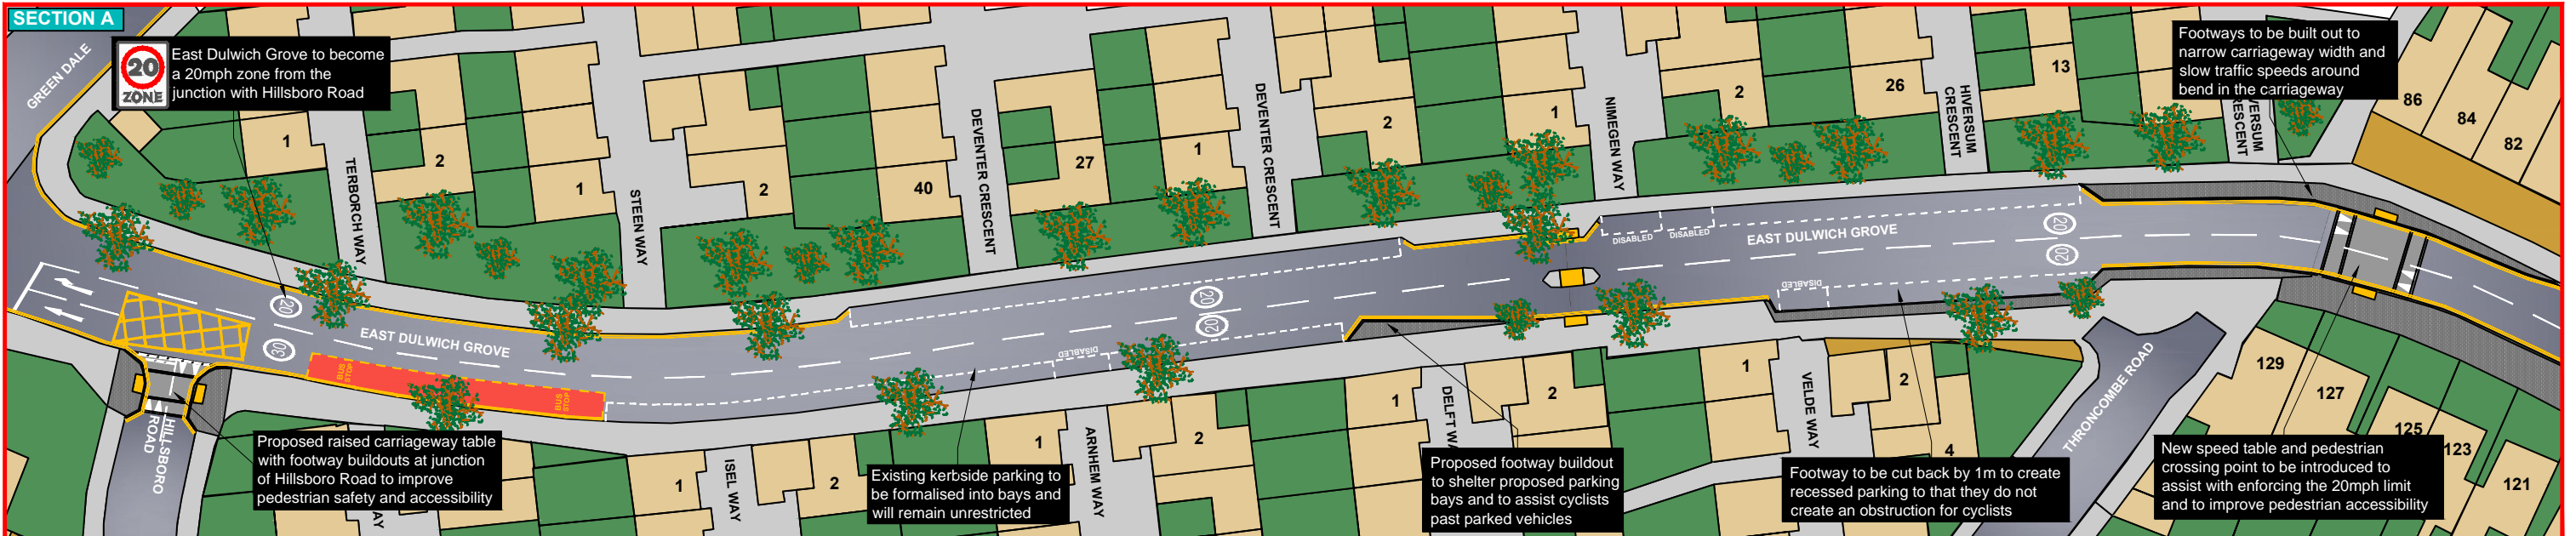 SECTION A
GREEN DALE
20
ZONE
East Dulwich Grove to become
a 20mph zone from the
junction with Hillsboro Road
Footways to be built out to
narrow carriageway width and
slow traffic speeds around
bend in the carriageway
1
TERBORCH WAY
2
1
STEEN WAY
2
40
DEVENTER CRESCENT
27
1
DEVENTER CRESCENT
2
1
NIMEGEN WAY
2
26
HIVERSUM
CRESCENT
13
VERSUM
RESCENT
86
84
82
20
30
EAST DULWICH GROVE
BUS
STOP
BUS
STOP
DISABLED
20
20
DISABLED
DISABLED
EAST DULWICH GROVE
20
20
DISABLED
HILLSBORO
ROAD
Proposed raised carriageway table
with footway buildouts at junction
of Hillsboro Road to improve
pedestrian safety and accessibility
AY
1
ISEL WAY
2
Existing kerbside parking to
be formalised into bays and
will remain unrestricted
1
ARNHEM WAY
2
1
DELFT WA
2
Proposed footway buildout
to shelter proposed parking
bays and to assist cyclists
past parked vehicles
1
VELDE WAY
2
4
Footway to be cut back by 1m to create
recessed parking to that they do not
create an obstruction for cyclists
THRONCOMBE ROAD
129
127
125
123
121
New speed table and pedestrian
crossing point to be introduced to
assist with enforcing the 20mph limit
and to improve pedestrian accessibility